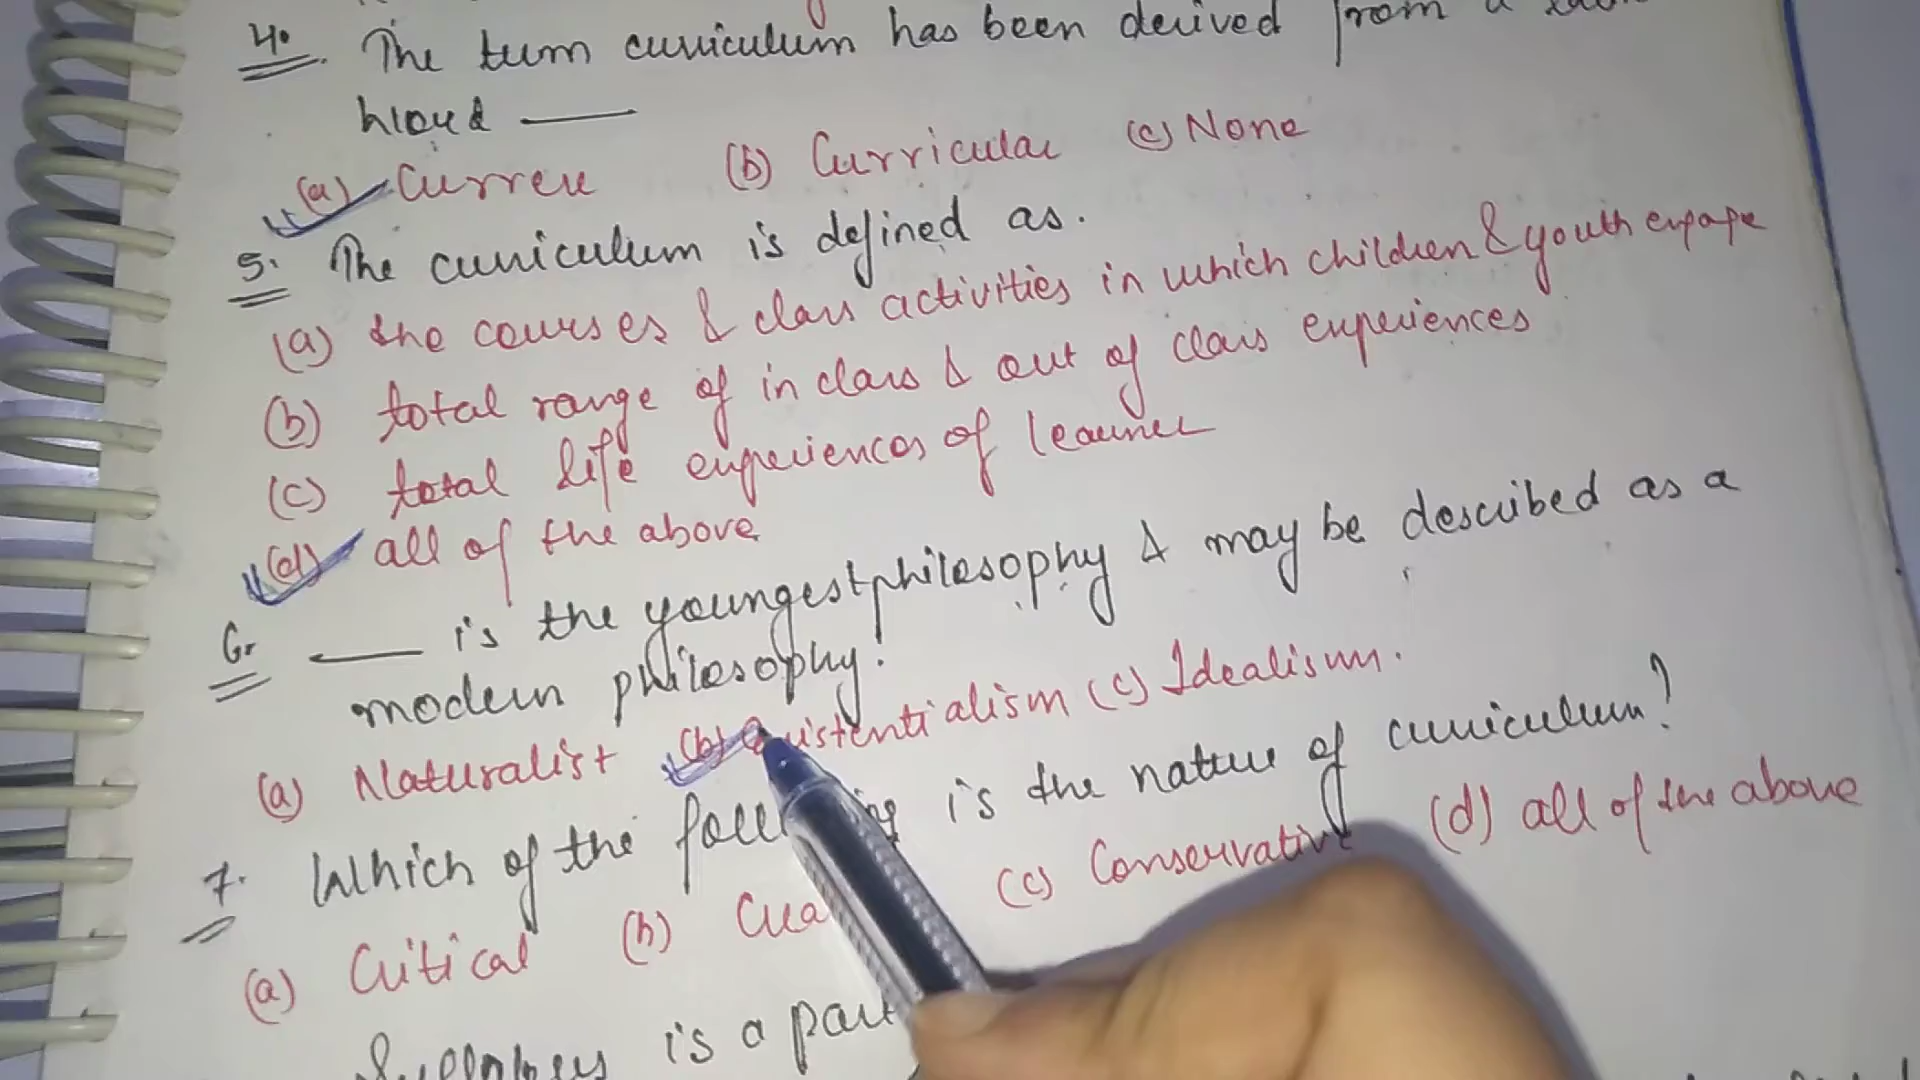 4. The term curriculum has been derived from a
word ___
(a) Currere (b) Curricular (c) None
5. The curriculum is defined as.
(a) the courses & class activities in which children & youth engage
(b) total range of in class & out of class experiences
(c) total life experiences of learner
(d) all of the above
6. ___ is the youngest philosophy & may be described as a
modern philosophy!
(a) Naturalist (b) existentialism (c) Idealism.
7. Which of the following is the nature of curriculum?
(a) Critical (b) (c) Conservative (d) all of the above
Syllabus is a part